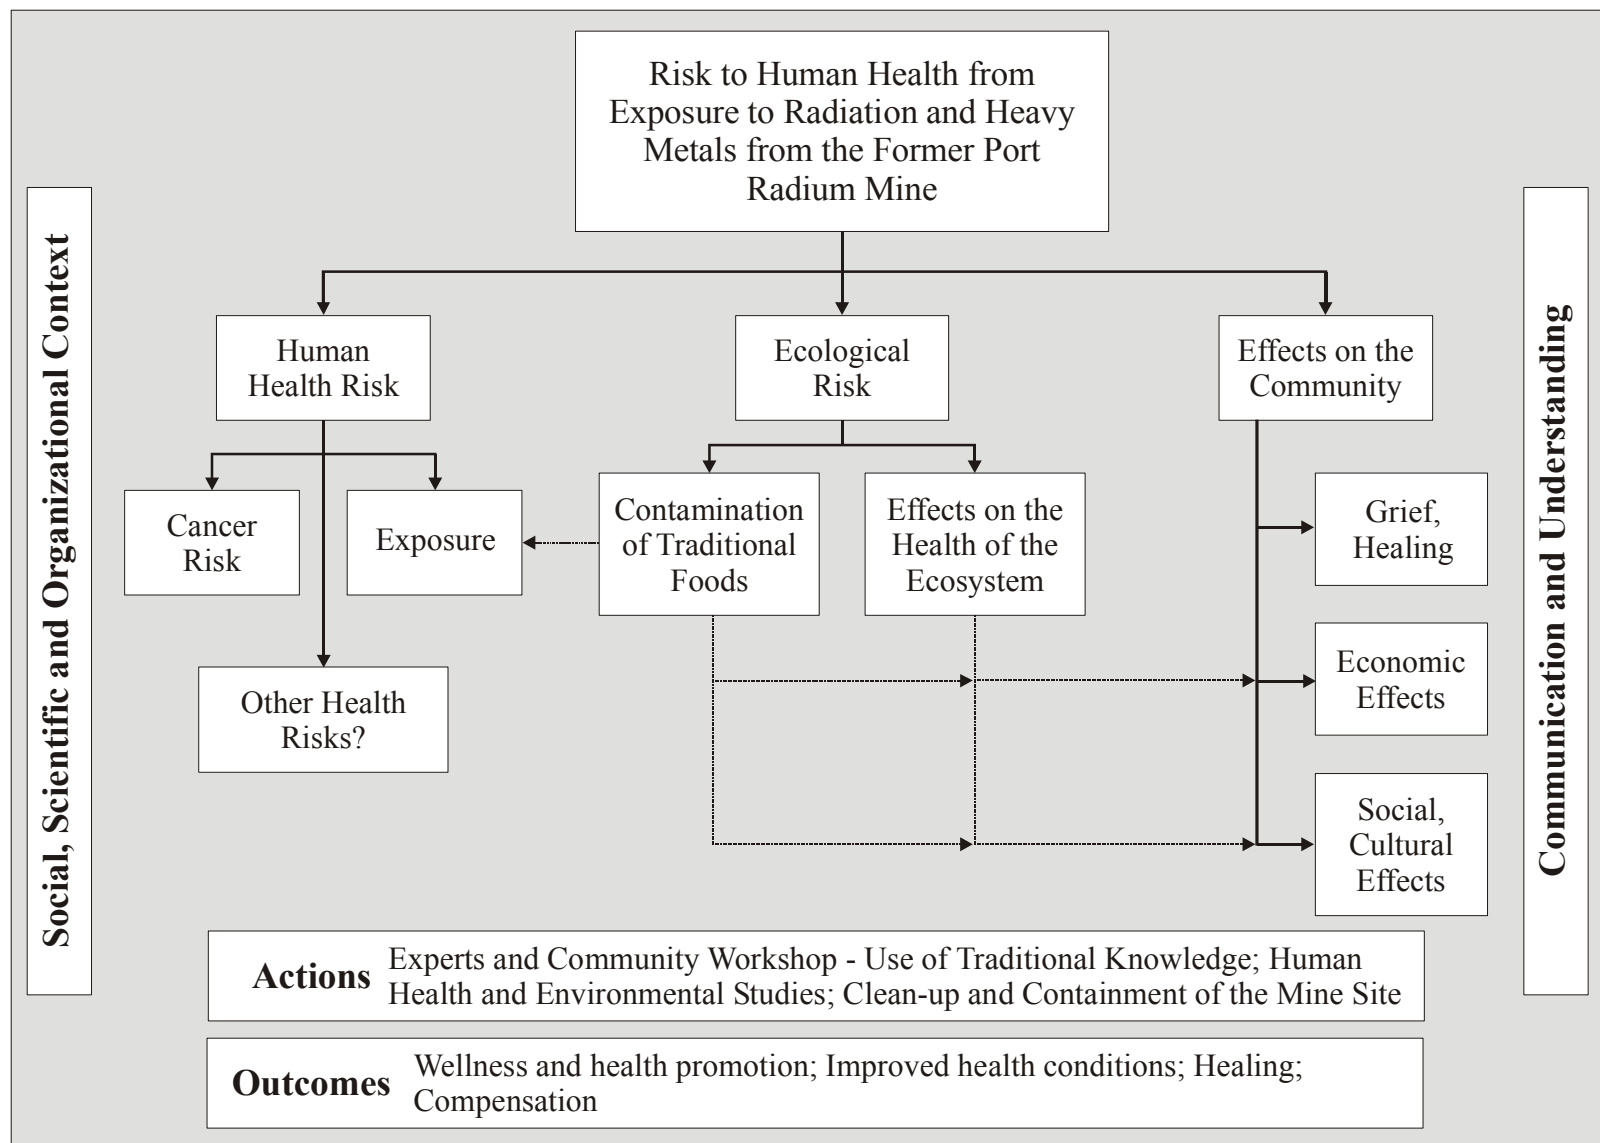 Risk to Human Health from
Exposure to Radiation and Heavy
Metals from the Former Port
Radium Mine
Social, Scientific and Organizational Context
Communication and Understanding
Human
Health Risk
Ecological
Risk
Effects on the
Community
Cancer
Risk
Exposure
Contamination
of Traditional
Foods
Effects on the
Health of the
Ecosystem
Grief,
Healing
Other Health
Risks?
Economic
Effects
Social,
Cultural
Effects
Actions Experts and Community Workshop - Use of Traditional Knowledge; Human
Health and Environmental Studies; Clean-up and Containment of the Mine Site
Outcomes Wellness and health promotion; Improved health conditions; Healing;
Compensation